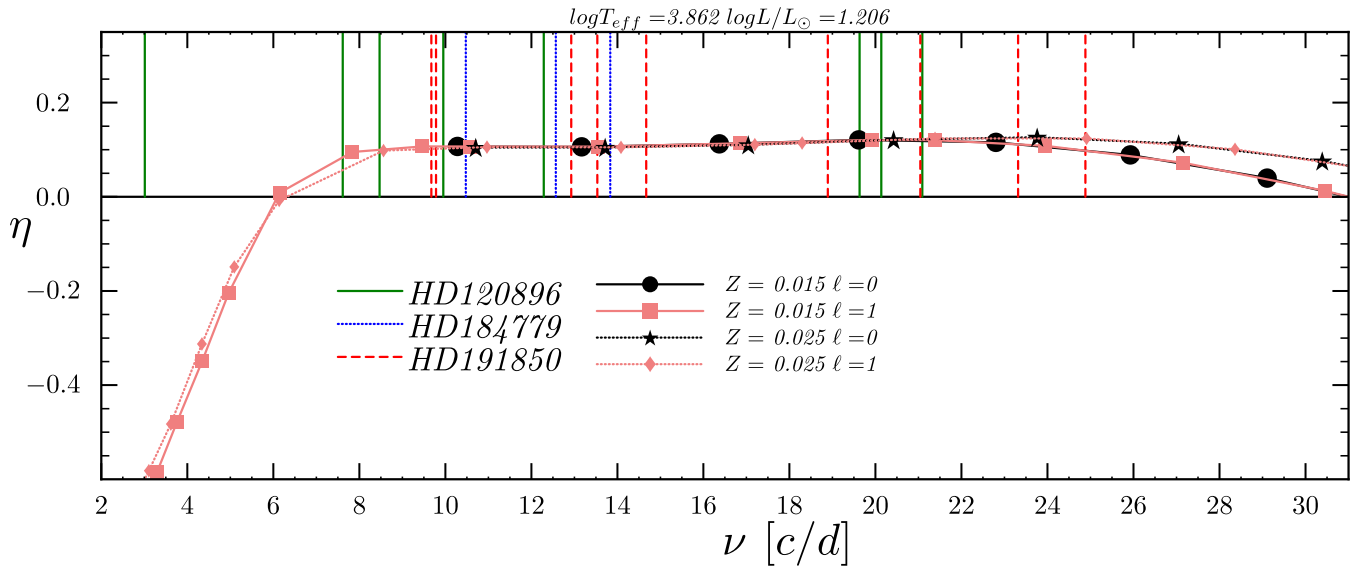 logT_eff =3.862 logL/L_⊙ =1.206
0.2
0.0
η
−0.2
−0.4
HD120896
HD184779
HD191850
Z = 0.015 ℓ =0
Z = 0.015 ℓ =1
Z = 0.025 ℓ =0
Z = 0.025 ℓ =1
2 4 6 8 10 12 14 16 18 20 22 24 26 28 30
ν [c/d]